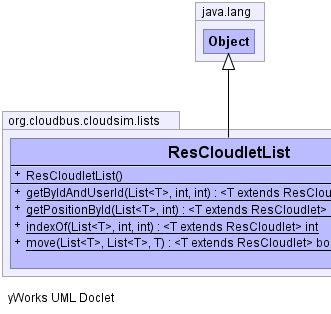 java.lang
Object
org.cloudbus.cloudsim.lists
ResCloudletList
+ ResCloudletList()
+ getByIdAndUserId(List<T>, int, int) : <T extends ResClou
+ getPositionById(List<T>, int) : <T extends ResCloudlet>
+ indexOf(List<T>, int, int) : <T extends ResCloudlet> int
+ move(List<T>, List<T>, T) : <T extends ResCloudlet> bo
yWorks UML Doclet